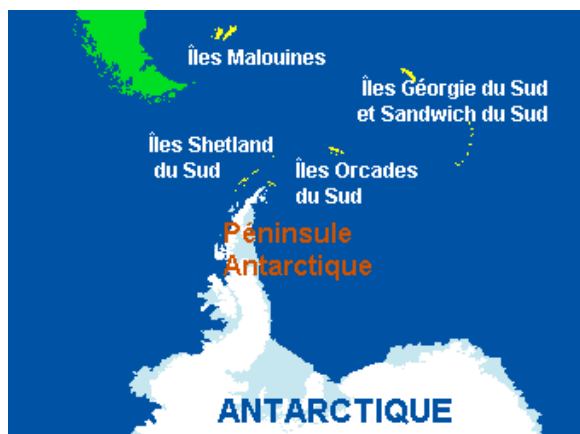 Îles Malouines
Îles Géorgie du Sud
et Sandwich du Sud
Îles Shetland
du Sud
Îles Orcades
du Sud
Péninsule
Antarctique
ANTARCTIQUE